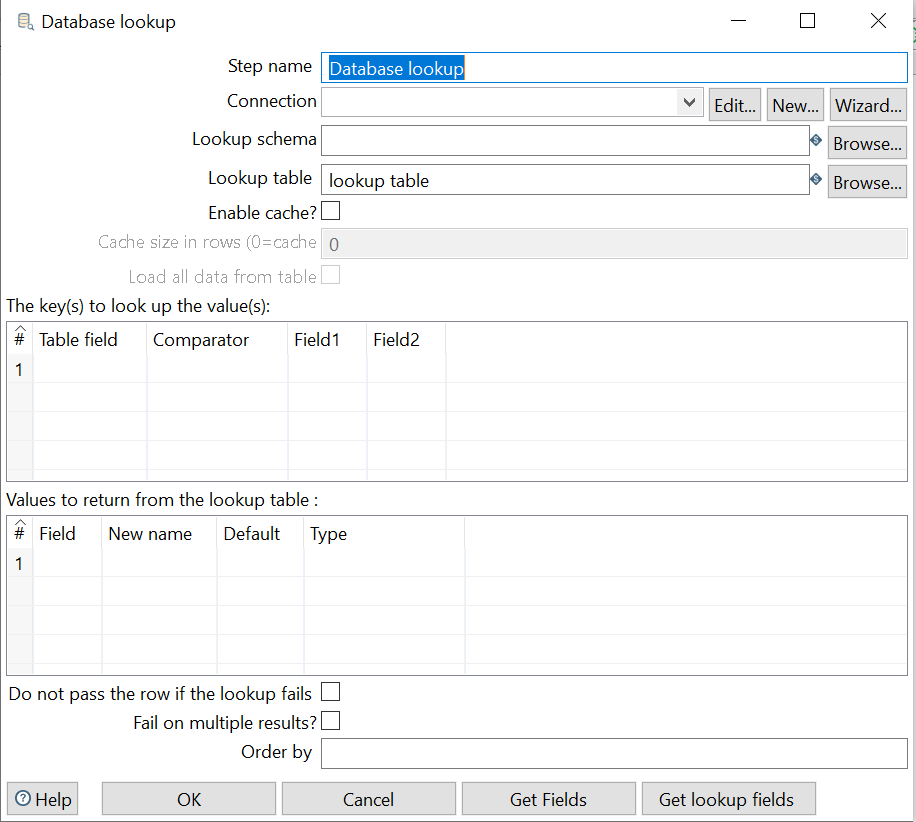 Database lookup
Step name Database lookup
Connection Edit... New... Wizard...
Lookup schema Browse...
Lookup table lookup table Browse...
Enable cache?
Cache size in rows (0=cache 0
Load all data from table
The key(s) to look up the value(s):
# Table field Comparator Field1 Field2
1
Values to return from the lookup table :
# Field New name Default Type
1
Do not pass the row if the lookup fails
Fail on multiple results?
Order by
Help OK Cancel Get Fields Get lookup fields